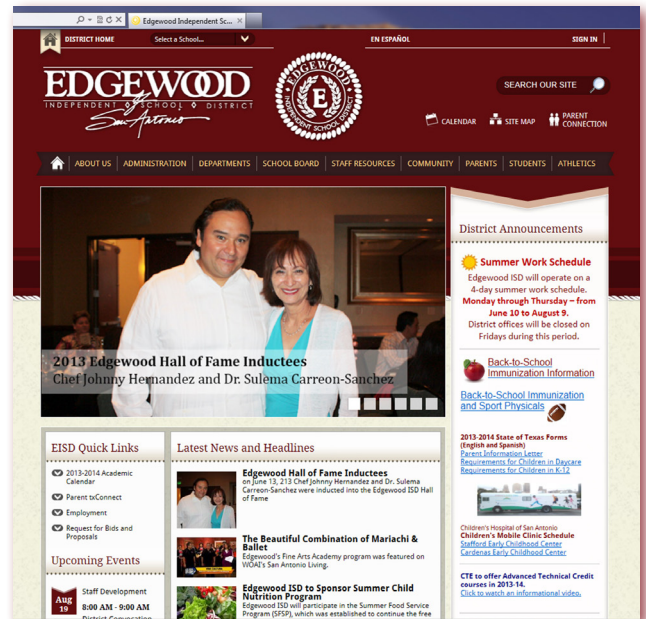 Edgewood Independent Sc...
DISTRICT HOME
Select a School...
EN ESPAÑOL
SIGN IN
EDGEWOOD
INDEPENDENT SCHOOL DISTRICT
San Antonio
EDGEWOOD
E
INDEPENDENT SCHOOL DISTRICT
SEARCH OUR SITE
CALENDAR
SITE MAP
PARENT
CONNECTION
ABOUT US
ADMINISTRATION
DEPARTMENTS
SCHOOL BOARD
STAFF RESOURCES
COMMUNITY
PARENTS
STUDENTS
ATHLETICS
2013 Edgewood Hall of Fame Inductees
Chef Johnny Hernandez and Dr. Sulema Carreon-Sanchez
EISD Quick Links
2013-2014 Academic
Calendar
Parent txConnect
Employment
Request for Bids and
Proposals
Upcoming Events
Aug
19
Staff Development
8:00 AM - 9:00 AM
District Convocation
Latest News and Headlines
Edgewood Hall of Fame Inductees
on June 13, 213 Chef Johnny Hernandez and Dr. Sulema
Carreon-Sanchez were inducted into the Edgewood ISD Hall
of Fame
The Beautiful Combination of Mariachi &
Ballet
Edgewood's Fine Arts Academy program was featured on
WOAI's San Antonio Living.
Edgewood ISD to Sponsor Summer Child
Nutrition Program
Edgewood ISD will participate in the Summer Food Service
Program (SFSP), which was established to continue the free
District Announcements
Summer Work Schedule
Edgewood ISD will operate on a
4-day summer work schedule.
Monday through Thursday – from
June 10 to August 9.
District offices will be closed on
Fridays during this period.
Back-to-School
Immunization Information
Back-to-School Immunization
and Sport Physicals
2013-2014 State of Texas Forms
(English and Spanish)
Parent Information Letter
Requirements for Children in Daycare
Requirements for Children in K-12
Children's Hospital of San Antonio
Children's Mobile Clinic Schedule
Stafford Early Childhood Center
Cardenas Early Childhood Center
CTE to offer Advanced Technical Credit
courses in 2013-14.
Click to watch an informational video.